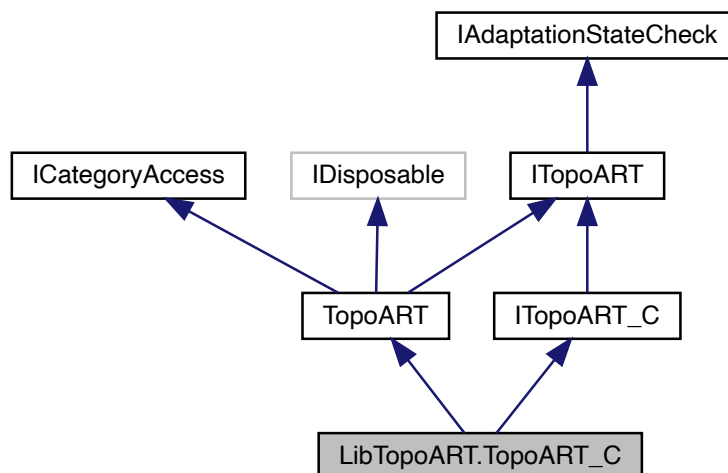 IAdaptationStateCheck
ICategoryAccess
IDisposable
ITopoART
TopoART
ITopoART_C
LibTopoART.TopoART_C